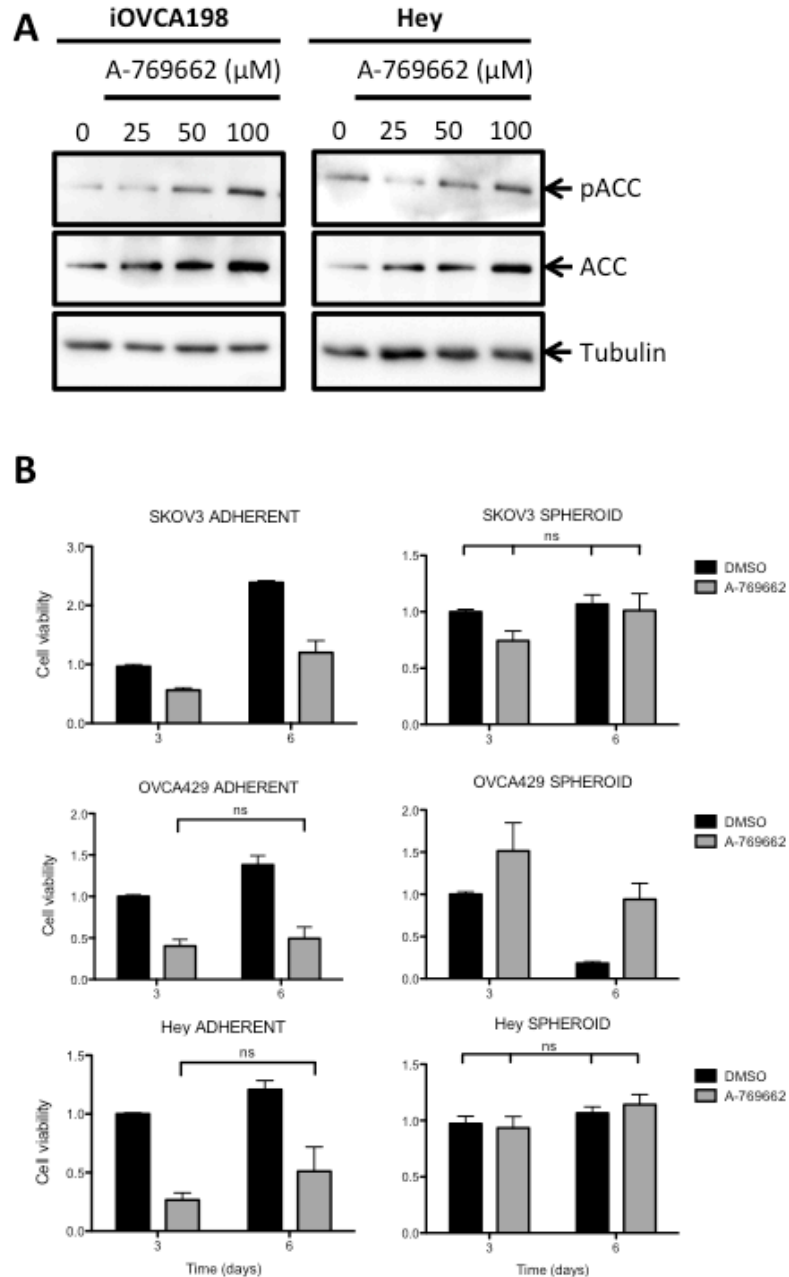 A
iOVCA198 Hey
A-769662 (μM) A-769662 (μM)
0 25 50 100 0 25 50 100
pACC
ACC
Tubulin
B
SKOV3 ADHERENT
3.0
2.0
1.0
0.0
Cell viability
3 6
SKOV3 SPHEROID
ns
1.5
1.0
0.5
0.0
3 6
DMSO
A-769662
OVCA429 ADHERENT
ns
2.0
1.5
1.0
0.5
0.0
Cell viability
3 6
OVCA429 SPHEROID
2.0
1.5
1.0
0.5
0.0
3 6
DMSO
A-769662
Hey ADHERENT
ns
1.5
1.0
0.5
0.0
Cell viability
3 6
Time (days)
Hey SPHEROID
ns
1.5
1.0
0.5
0.0
3 6
Time (days)
DMSO
A-769662